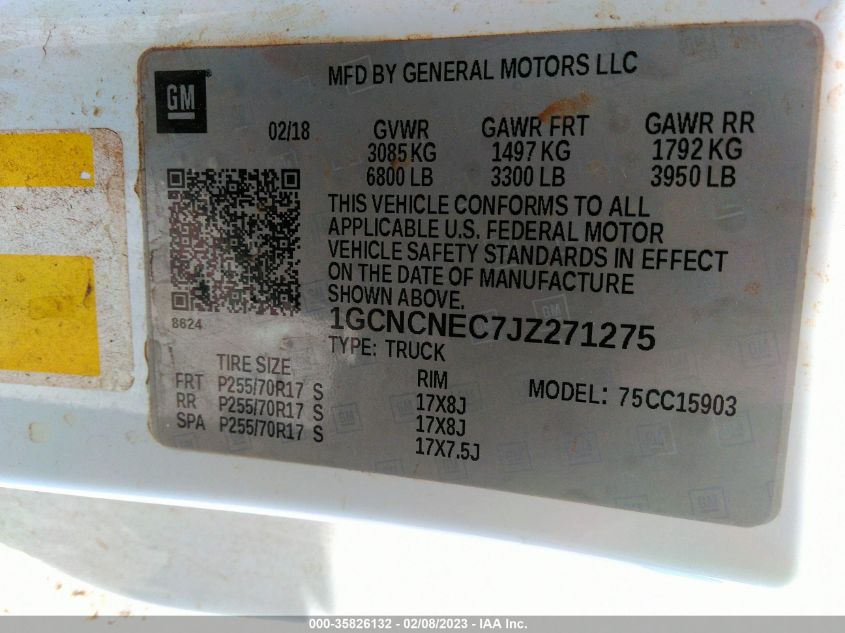 MFD BY GENERAL MOTORS LLC
GM
02/18 GVWR GAWR FRT GAWR RR
3085 KG 1497 KG 1792 KG
6800 LB 3300 LB 3950 LB
THIS VEHICLE CONFORMS TO ALL
APPLICABLE U.S. FEDERAL MOTOR
VEHICLE SAFETY STANDARDS IN EFFECT
ON THE DATE OF MANUFACTURE
SHOWN ABOVE.
8624
1GCNCNEC7JZ271275
TYPE: TRUCK
TIRE SIZE RIM MODEL: 75CC15903
FRT P255/70R17 S 17X8J
RR P255/70R17 S 17X8J
SPA P255/70R17 S 17X7.5J
000-35826132 — 02/08/2023 - IAA Inc.